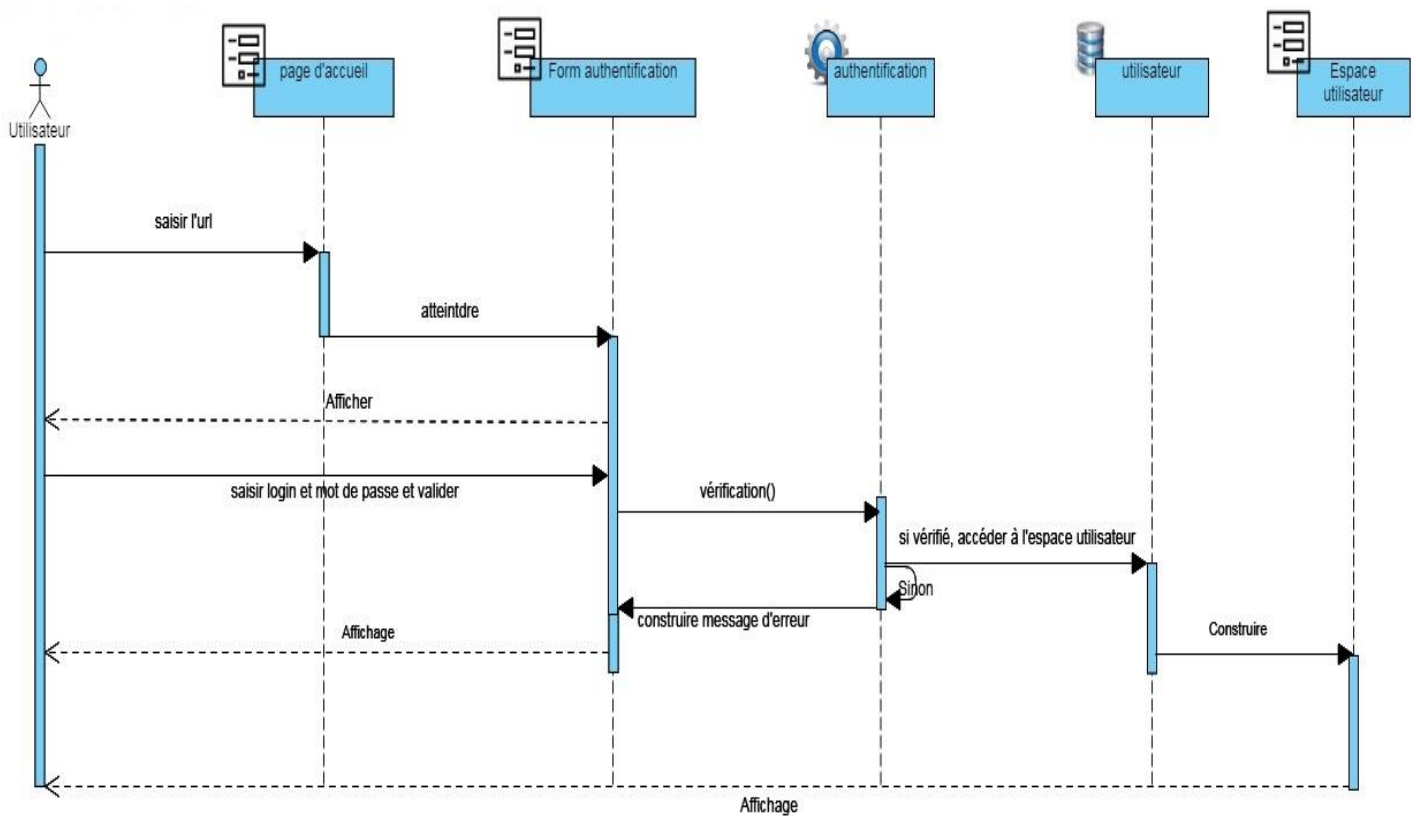 page d'accueil
Form authentification
authentification
utilisateur
Espace
utilisateur
Utilisateur
saisir l'url
atteintdre
Afficher
saisir login et mot de passe et valider
vérification()
si vérifié, accéder à l'espace utilisateur
Sinon
construire message d'erreur
Affichage
Construire
Affichage